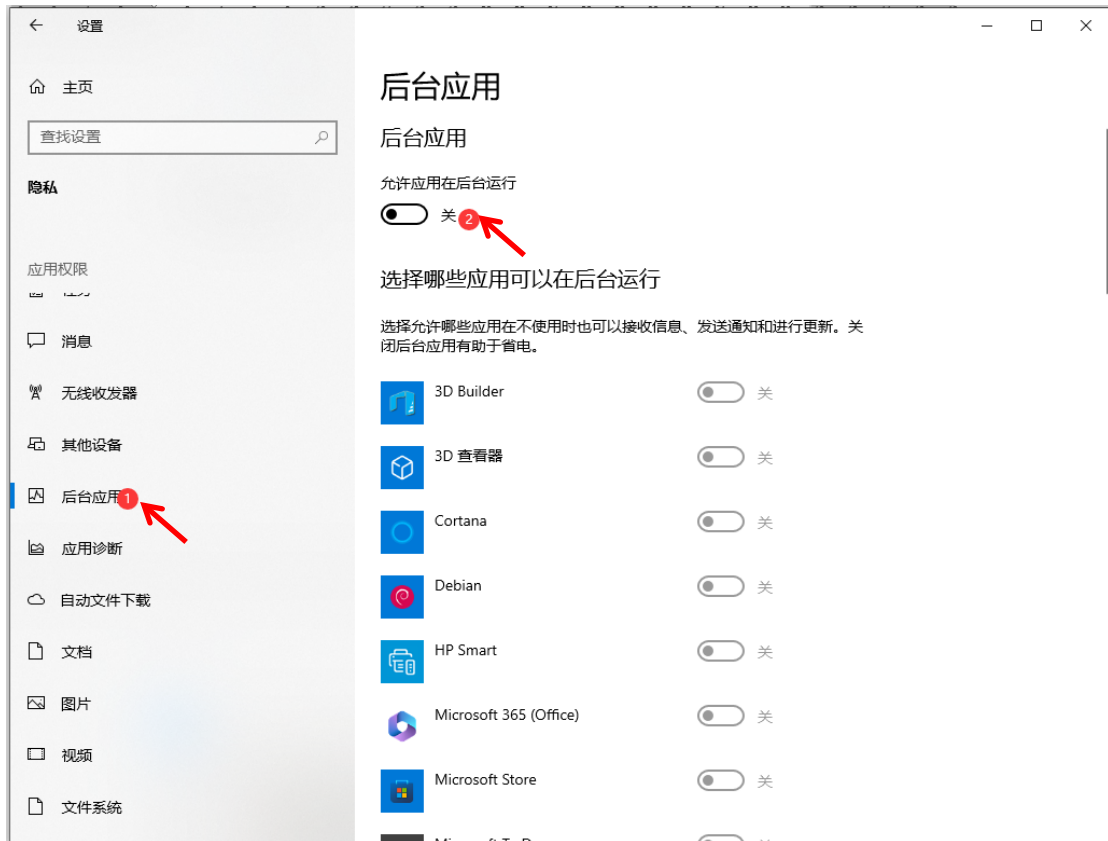 设置
主页
查找设置
隐私
应用权限
消息
无线收发器
其他设备
后台应用
1
应用诊断
自动文件下载
文档
图片
视频
文件系统
后台应用
后台应用
允许应用在后台运行
关
2
选择哪些应用可以在后台运行
选择允许哪些应用在不使用时也可以接收信息、发送通知和进行更新。关
闭后台应用有助于省电。
3D Builder 关
3D 查看器 关
Cortana 关
Debian 关
HP Smart 关
Microsoft 365 (Office) 关
Microsoft Store 关